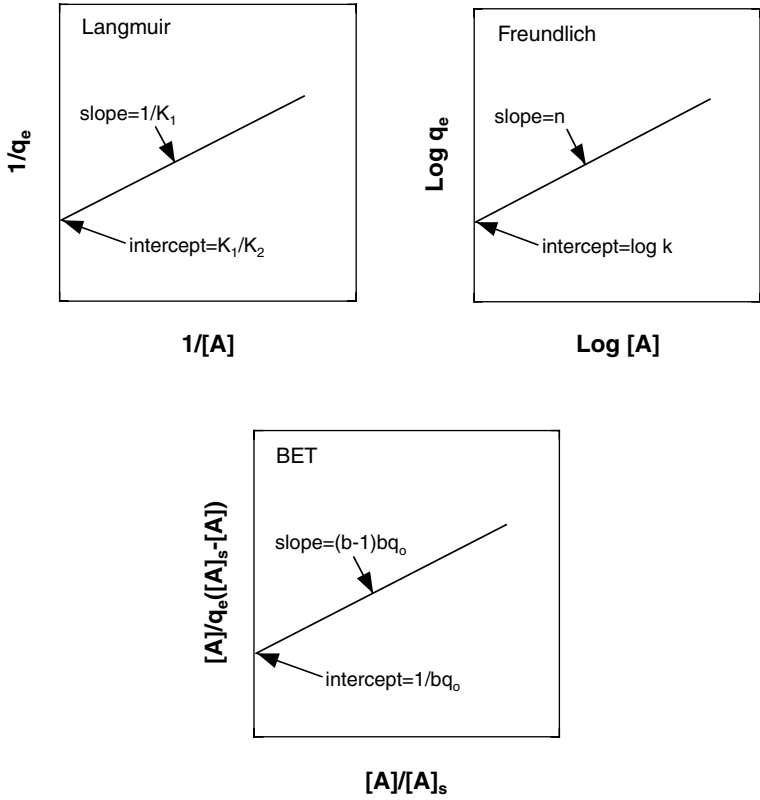 Langmuir
slope=1/K₁
1/qₑ
intercept=K₁/K₂
1/[A]
Freundlich
slope=n
Log qₑ
intercept=log k
Log [A]
BET
slope=(b-1)bqₒ
[A]/qₑ([A]ₛ-[A])
intercept=1/bqₒ
[A]/[A]ₛ